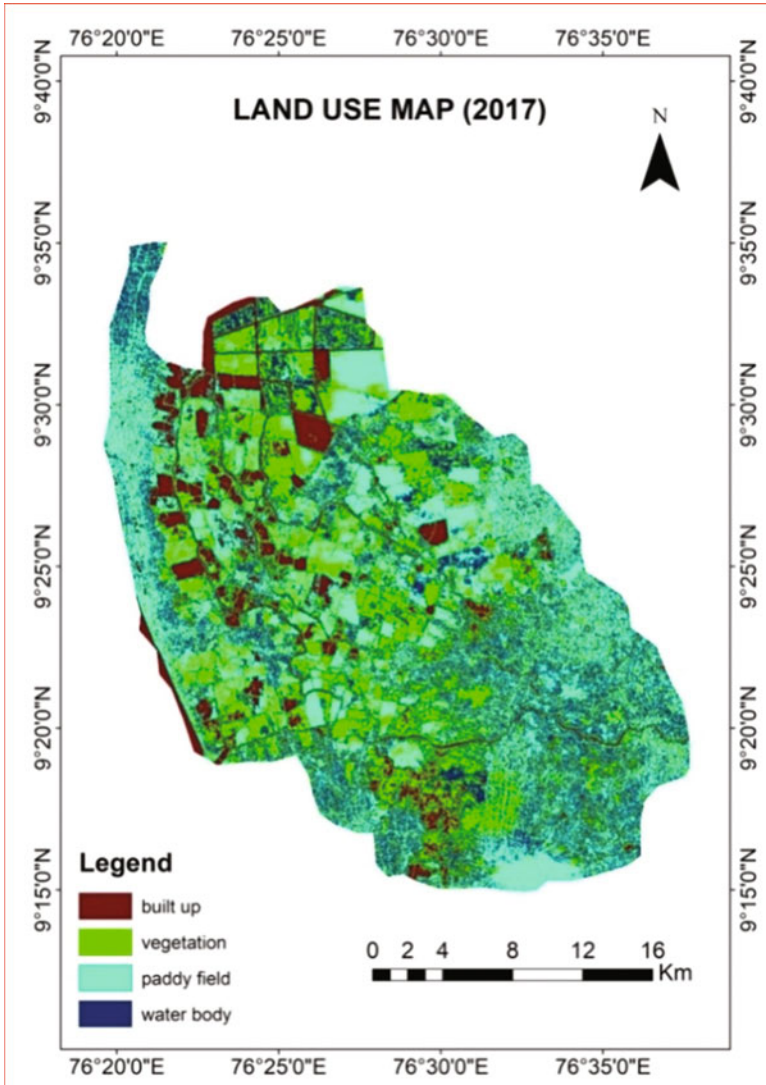 76°20'0"E 76°25'0"E 76°30'0"E 76°35'0"E
LAND USE MAP (2017)
N
9°40'0"N 9°40'0"N
9°35'0"N 9°35'0"N
9°30'0"N 9°30'0"N
9°25'0"N 9°25'0"N
9°20'0"N 9°20'0"N
9°15'0"N 9°15'0"N
Legend
built up
vegetation
paddy field
water body
0 2 4 8 12 16
Km
76°20'0"E 76°25'0"E 76°30'0"E 76°35'0"E